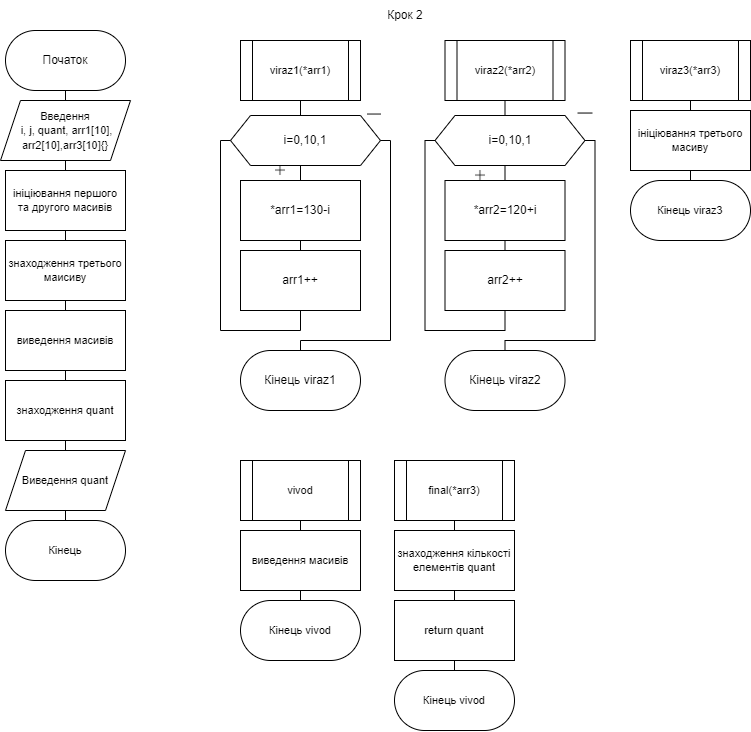 Крок 2
Початок
Введення
i, j, quant, arr1[10],
arr2[10],arr3[10]{}
ініціювання першого
та другого масивів
знаходження третього
маисиву
виведення масивів
знаходження quant
Виведення quant
Кінець
viraz1(*arr1)
i=0,10,1
+
*arr1=130-i
arr1++
Кінець viraz1
viraz2(*arr2)
i=0,10,1
+
*arr2=120+i
arr2++
Кінець viraz2
viraz3(*arr3)
ініціювання третього
масиву
Кінець viraz3
vivod
виведення масивів
Кінець vivod
final(*arr3)
знаходження кількості
елементів quant
return quant
Кінець vivod